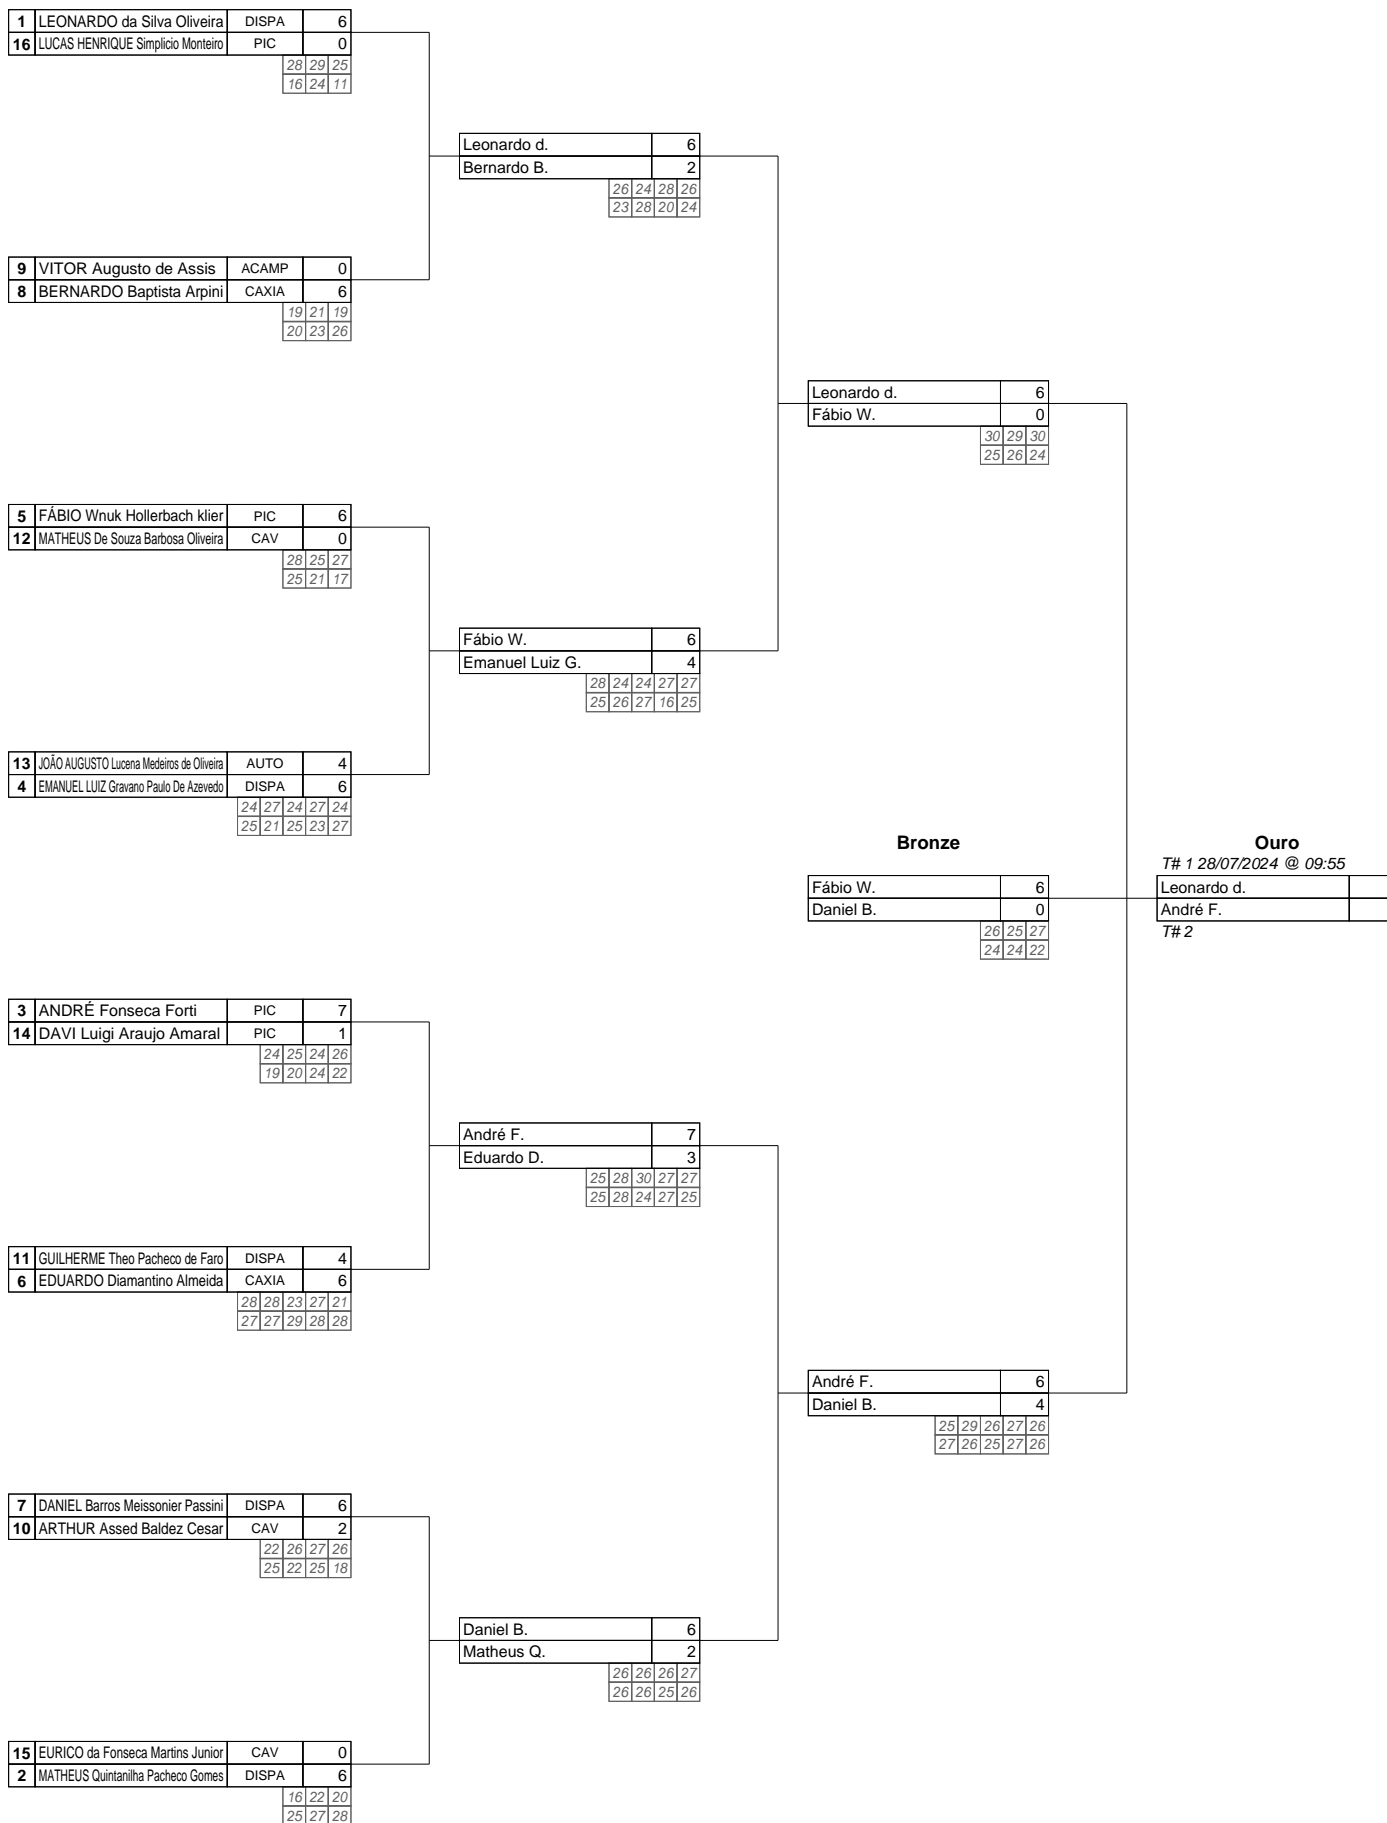 1 LEONARDO da Silva Oliveira DISPA 6
16 LUCAS HENRIQUE Simplicio Monteiro PIC 0
28 29 25
16 24 11
Leonardo d. 6
Bernardo B. 2
26 24 28 26
23 28 20 24
9 VITOR Augusto de Assis ACAMP 0
8 BERNARDO Baptista Arpini CAXIA 6
19 21 19
20 23 26
Leonardo d. 6
Fábio W. 0
30 29 30
25 26 24
5 FÁBIO Wnuk Hollerbach klier PIC 6
12 MATHEUS De Souza Barbosa Oliveira CAV 0
28 25 27
25 21 17
Fábio W. 6
Emanuel Luiz G. 4
28 24 24 27 27
25 26 27 16 25
13 JOÃO AUGUSTO Lucena Medeiros de Oliveira AUTO 4
4 EMANUEL LUIZ Gravano Paulo De Azevedo DISPA 6
24 27 24 27 24
25 21 25 23 27
Bronze
Fábio W. 6
Daniel B. 0
26 25 27
24 24 22
Ouro
T# 1 28/07/2024 @ 09:55
Leonardo d.
André F.
T# 2
3 ANDRÉ Fonseca Forti PIC 7
14 DAVI Luigi Araujo Amaral PIC 1
24 25 24 26
19 20 24 22
André F. 7
Eduardo D. 3
25 28 30 27 27
25 28 24 27 25
11 GUILHERME Theo Pacheco de Faro DISPA 4
6 EDUARDO Diamantino Almeida CAXIA 6
28 28 23 27 21
27 27 29 28 28
André F. 6
Daniel B. 4
25 29 26 27 26
27 26 25 27 26
7 DANIEL Barros Meissonier Passini DISPA 6
10 ARTHUR Assed Baldez Cesar CAV 2
22 26 27 26
25 22 25 18
Daniel B. 6
Matheus Q. 2
26 26 26 27
26 26 25 26
15 EURICO da Fonseca Martins Junior CAV 0
2 MATHEUS Quintanilha Pacheco Gomes DISPA 6
16 22 20
25 27 28